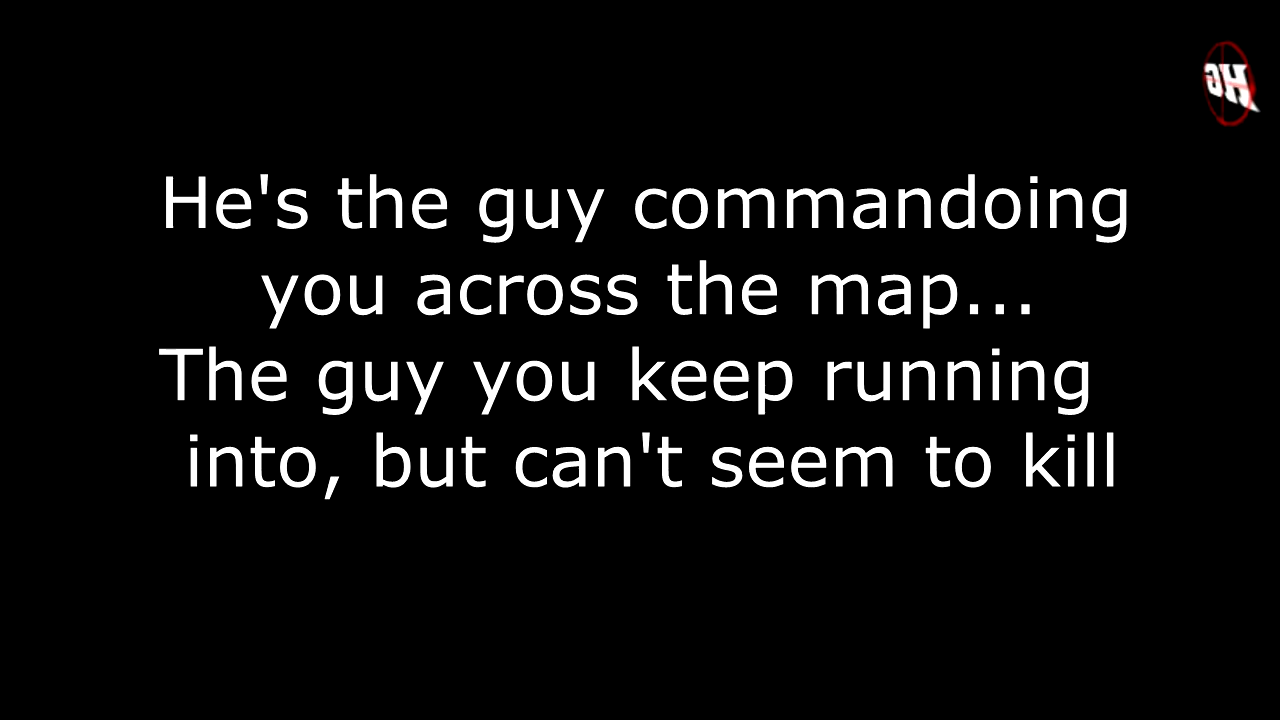 He's the guy commandoing
you across the map...
The guy you keep running
into, but can't seem to kill